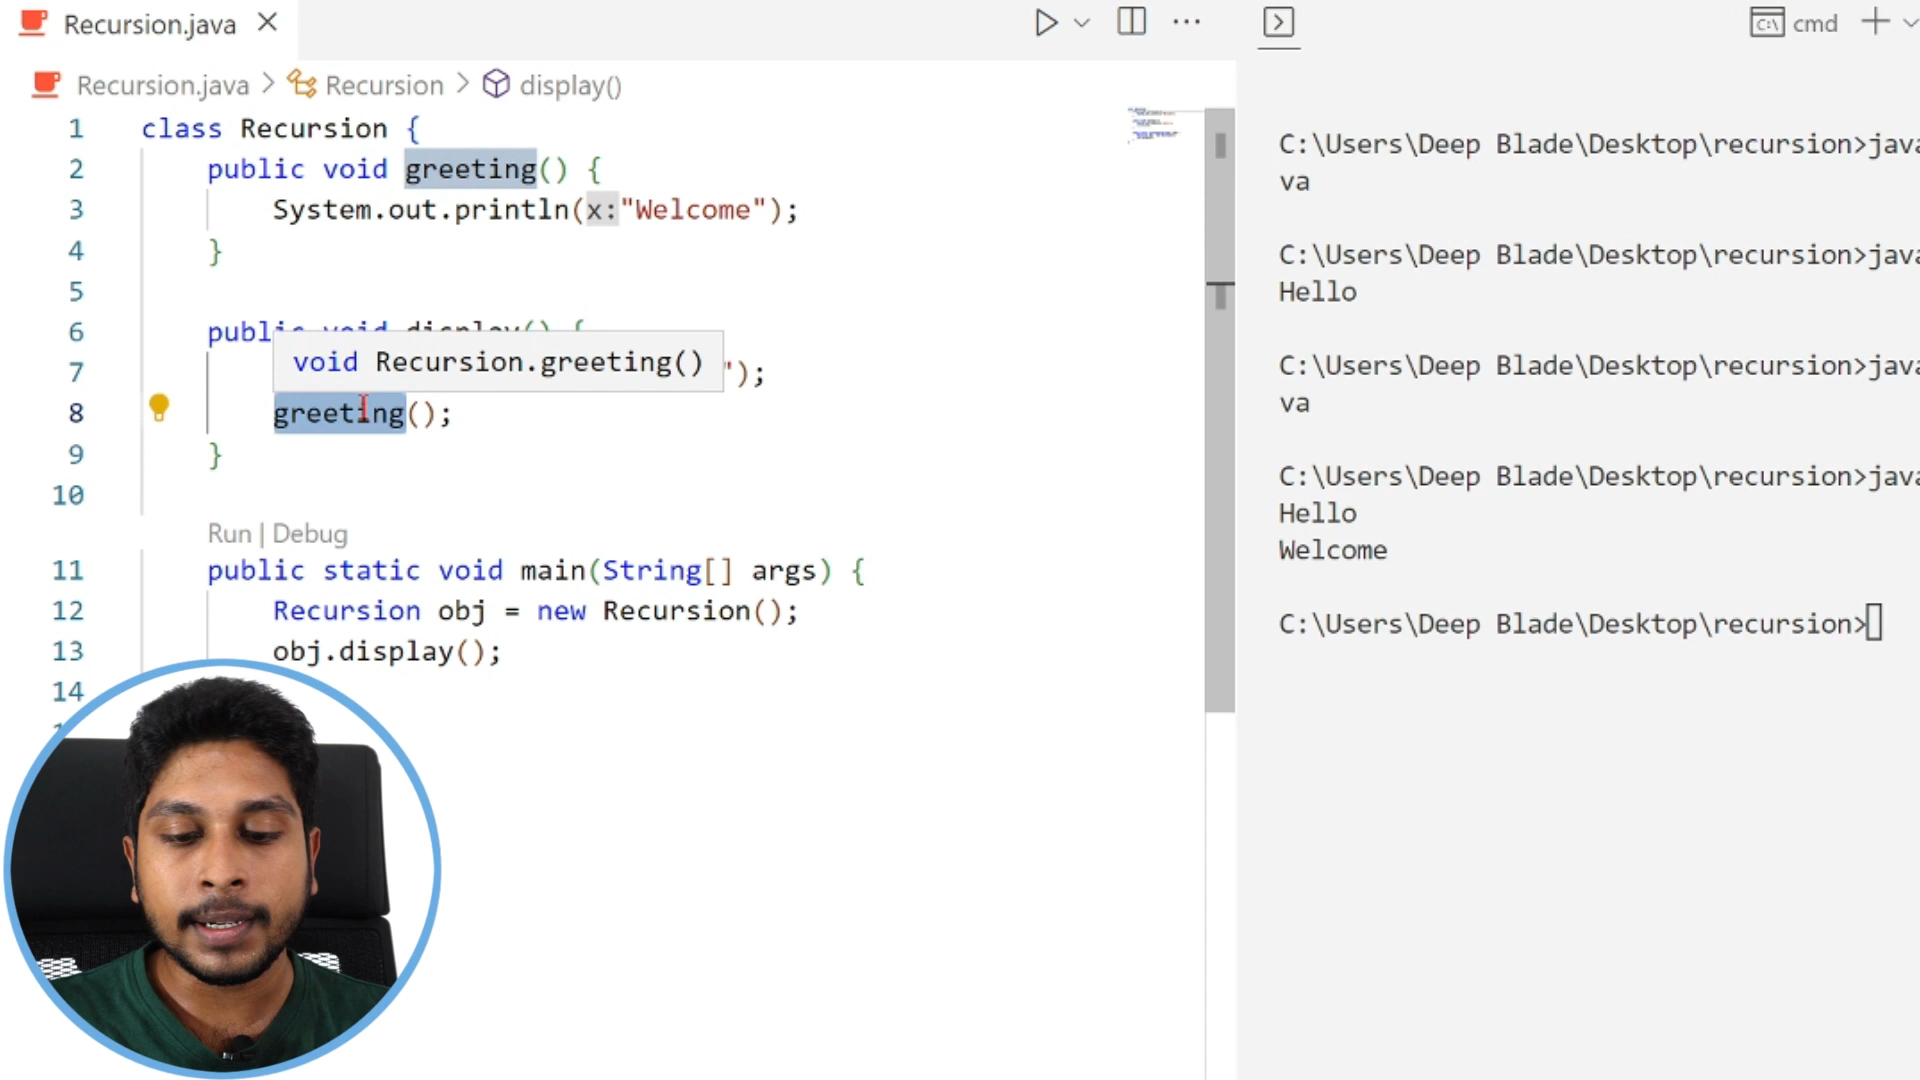 Recursion.java
cmd
Recursion.java > Recursion > display()
1 class Recursion {
2 public void greeting() {
3 System.out.println(x:"Welcome");
4 }
5
6 public void display() {
void Recursion.greeting()
7 ");
8 greeting();
9 }
10
Run | Debug
11 public static void main(String[] args) {
12 Recursion obj = new Recursion();
13 obj.display();
14
C:\Users\Deep Blade\Desktop\recursion>java
va
C:\Users\Deep Blade\Desktop\recursion>java
Hello
C:\Users\Deep Blade\Desktop\recursion>java
va
C:\Users\Deep Blade\Desktop\recursion>java
Hello
Welcome
C:\Users\Deep Blade\Desktop\recursion>